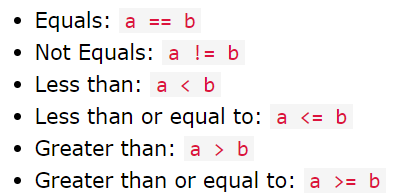 • Equals: a == b
• Not Equals: a != b
• Less than: a < b
• Less than or equal to: a <= b
• Greater than: a > b
• Greater than or equal to: a >= b